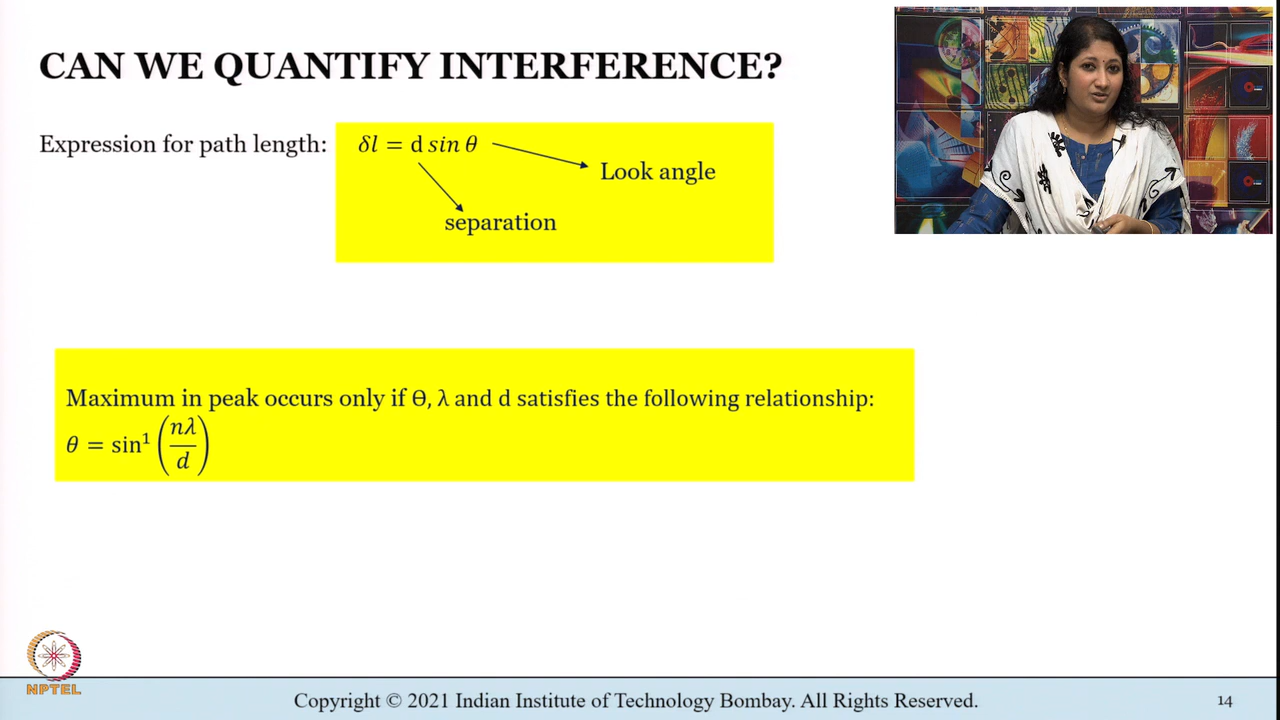 CAN WE QUANTIFY INTERFERENCE?
Expression for path length: δl = d sin θ
Look angle
separation
Maximum in peak occurs only if Ɵ, λ and d satisfies the following relationship:
θ = sin¹ (nλ/d)
NPTEL
Copyright © 2021 Indian Institute of Technology Bombay. All Rights Reserved.
14